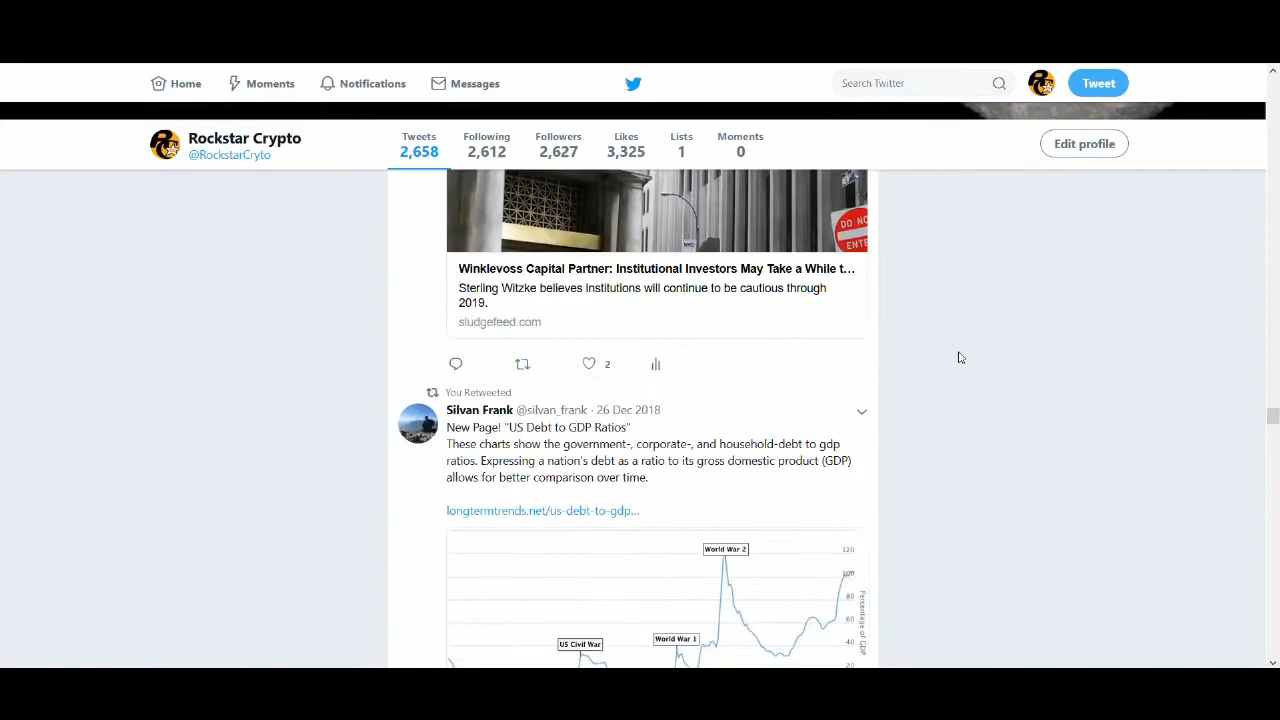 Home Moments Notifications Messages Search Twitter Tweet
Rockstar Crypto
@RockstarCryto
Tweets Following Followers Likes Lists Moments
2,658 2,612 2,627 3,325 1 0
Edit profile
NYC
DO NO
ENTE
Winklevoss Capital Partner: Institutional Investors May Take a While t...
Sterling Witzke believes institutions will continue to be cautious through
2019.
sludgefeed.com
2
You Retweeted
Silvan Frank @silvan_frank · 26 Dec 2018
New Page! "US Debt to GDP Ratios"
These charts show the government-, corporate-, and household-debt to gdp
ratios. Expressing a nation's debt as a ratio to its gross domestic product (GDP)
allows for better comparison over time.
longtermtrends.net/us-debt-to-gdp...
World War 2
120
100
80
60
40
20
Percentage of GDP
World War 1
US Civil War